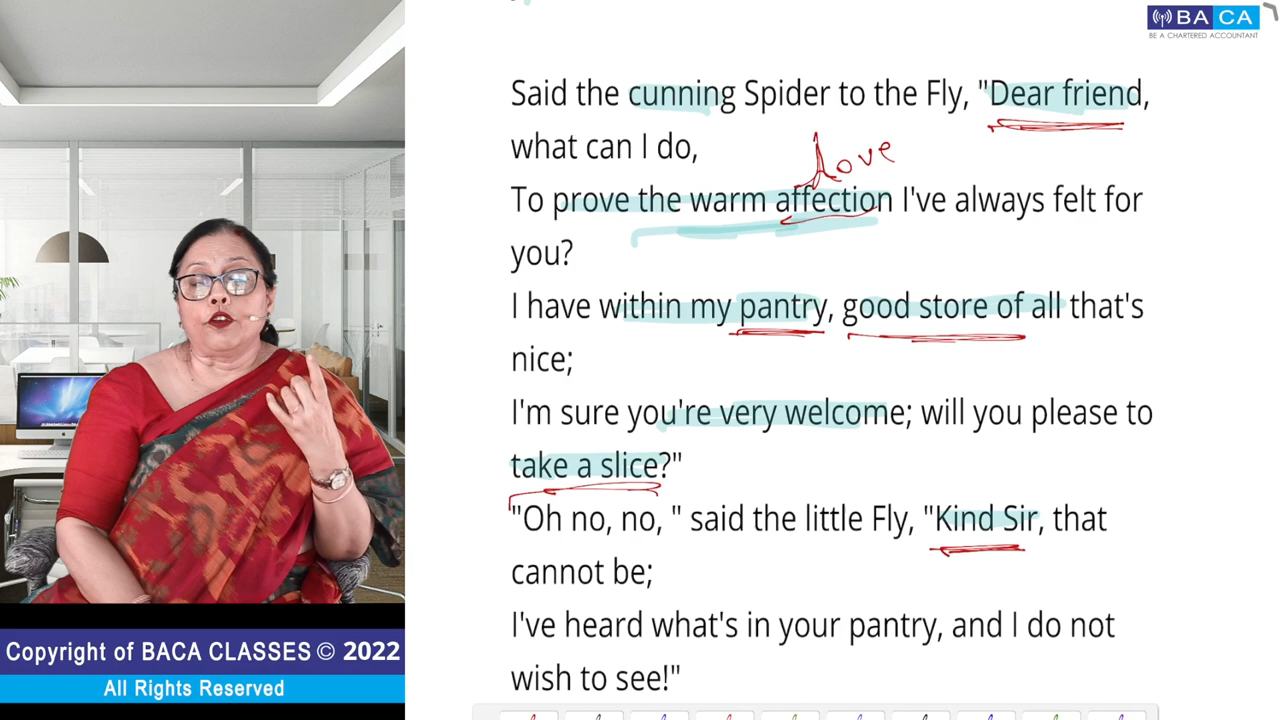 BACA
BE A CHARTERED ACCOUNTANT
Said the cunning Spider to the Fly, "Dear friend,
what can I do,
love
To prove the warm affection I've always felt for
you?
I have within my pantry, good store of all that's
nice;
I'm sure you're very welcome; will you please to
take a slice?"
"Oh no, no, " said the little Fly, "Kind Sir, that
cannot be;
I've heard what's in your pantry, and I do not
wish to see!"
Copyright of BACA CLASSES © 2022
All Rights Reserved